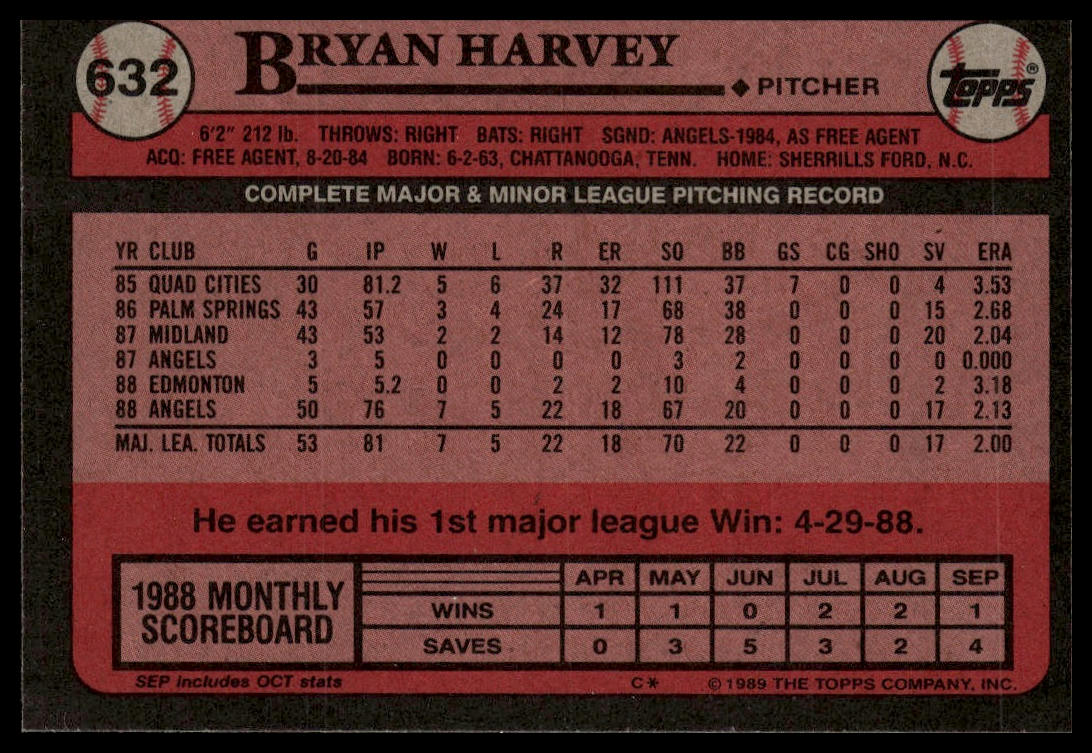 632
BRYAN HARVEY
◆ PITCHER
TOPPS®
6'2" 212 lb. THROWS: RIGHT BATS: RIGHT SGND: ANGELS-1984, AS FREE AGENT
ACQ: FREE AGENT, 8-20-84 BORN: 6-2-63, CHATTANOOGA, TENN. HOME: SHERRILLS FORD, N.C.
COMPLETE MAJOR & MINOR LEAGUE PITCHING RECORD
YR CLUB G IP W L R ER SO BB GS CG SHO SV ERA
85 QUAD CITIES 30 81.2 5 6 37 32 111 37 7 0 0 4 3.53
86 PALM SPRINGS 43 57 3 4 24 17 68 38 0 0 0 15 2.68
87 MIDLAND 43 53 2 2 14 12 78 28 0 0 0 20 2.04
87 ANGELS 3 5 0 0 0 0 3 2 0 0 0 0 0.000
88 EDMONTON 5 5.2 0 0 2 2 10 4 0 0 0 2 3.18
88 ANGELS 50 76 7 5 22 18 67 20 0 0 0 17 2.13
MAJ. LEA. TOTALS 53 81 7 5 22 18 70 22 0 0 0 17 2.00
He earned his 1st major league Win: 4-29-88.
1988 MONTHLY
SCOREBOARD
APR MAY JUN JUL AUG SEP
WINS 1 1 0 2 2 1
SAVES 0 3 5 3 2 4
SEP includes OCT stats
C*
© 1989 THE TOPPS COMPANY, INC.